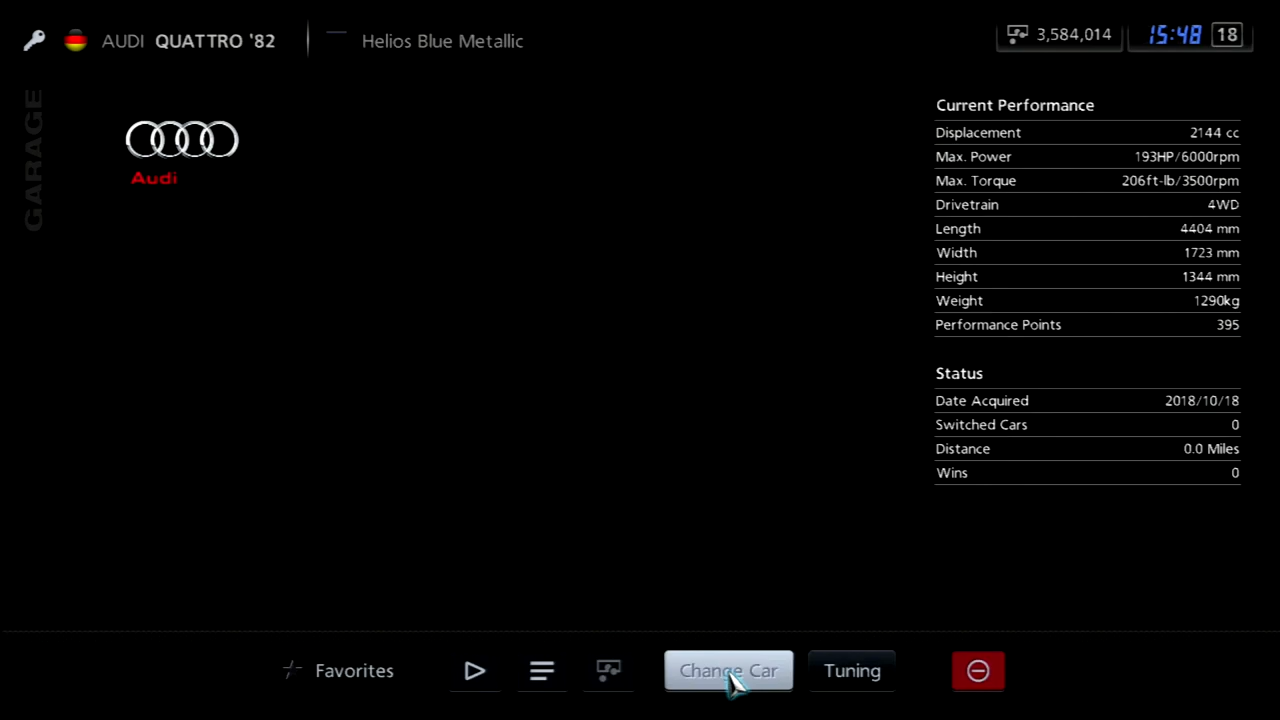 AUDI QUATTRO '82 Helios Blue Metallic 3,584,014 15:48 18
GARAGE
Audi
Current Performance
Displacement 2144 cc
Max. Power 193HP/6000rpm
Max. Torque 206ft-lb/3500rpm
Drivetrain 4WD
Length 4404 mm
Width 1723 mm
Height 1344 mm
Weight 1290kg
Performance Points 395
Status
Date Acquired 2018/10/18
Switched Cars 0
Distance 0.0 Miles
Wins 0
Favorites Change Car Tuning